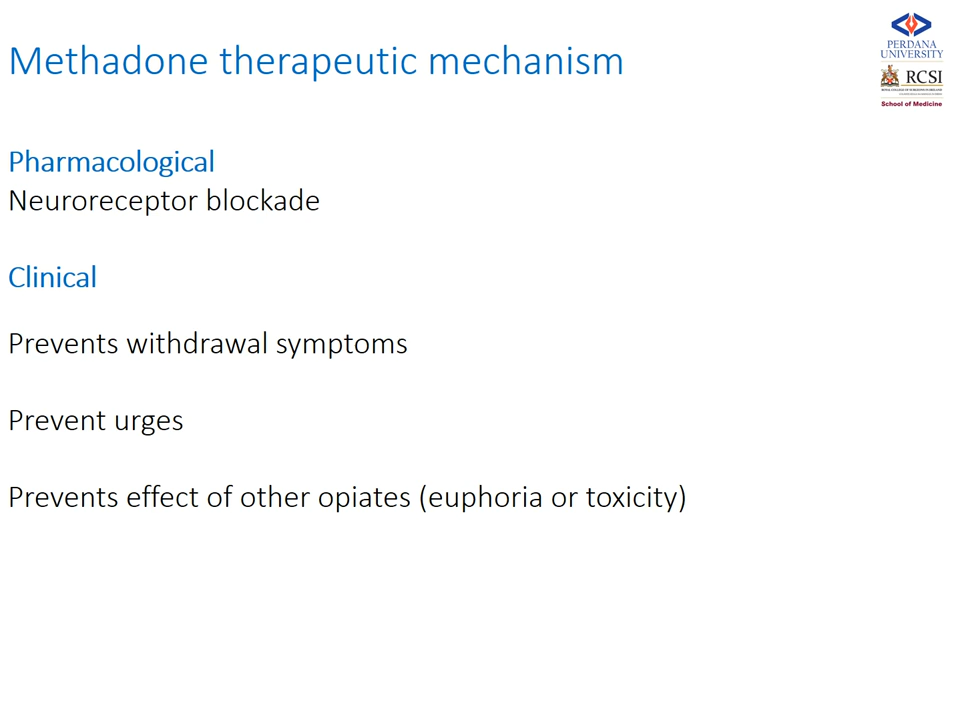 Methadone therapeutic mechanism
PERDANA
UNIVERSITY
RCSI
School of Medicine
Pharmacological
Neuroreceptor blockade
Clinical
Prevents withdrawal symptoms
Prevent urges
Prevents effect of other opiates (euphoria or toxicity)